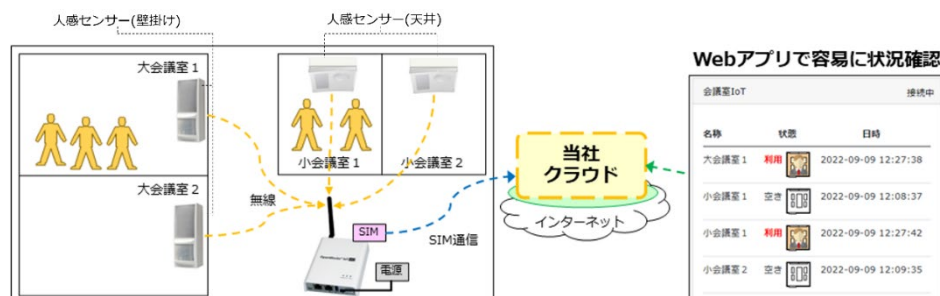 人感センサー(壁掛け)
人感センサー(天井)
大会議室1
小会議室1
小会議室2
大会議室2
無線
SIM
SIM通信
電源
当社
クラウド
インターネット
Webアプリで容易に状況確認
会議室IoT 接続中
名称 状態 日時
大会議室1 利用 2022-09-09 12:27:38
小会議室1 空き 2022-09-09 12:08:37
小会議室1 利用 2022-09-09 12:27:42
小会議室2 空き 2022-09-09 12:09:35